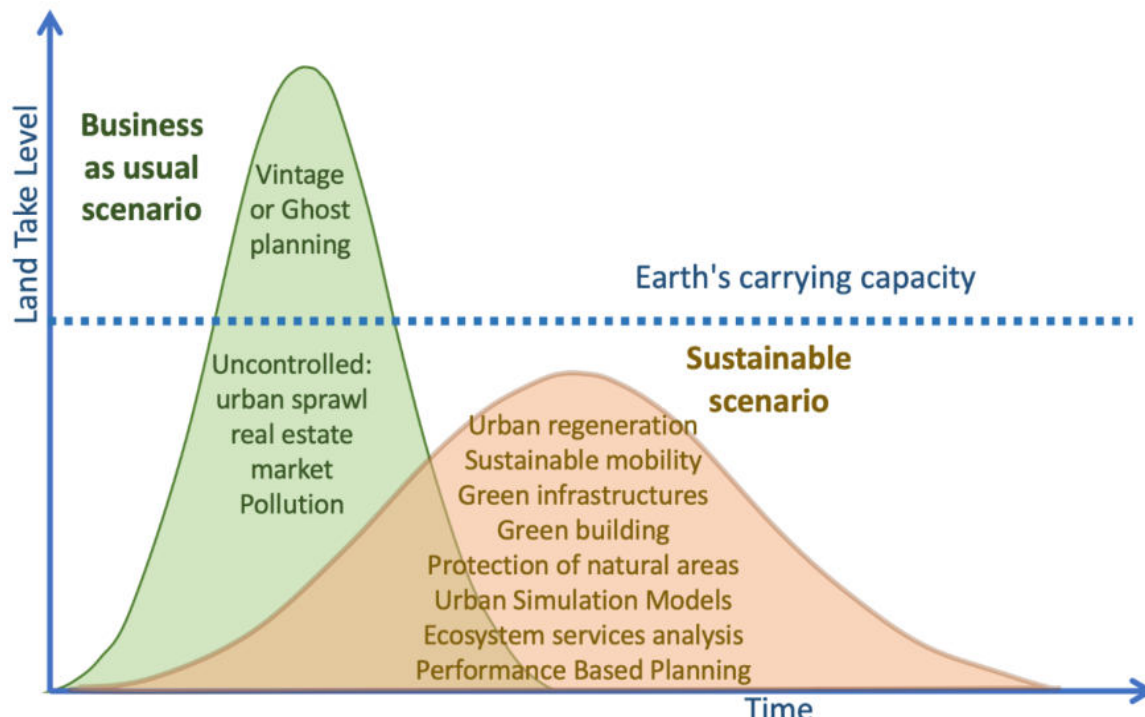 Land Take Level
Business
as usual
scenario
Vintage
or Ghost
planning
Earth's carrying capacity
Uncontrolled:
urban sprawl
real estate
market
Pollution
Sustainable
scenario
Urban regeneration
Sustainable mobility
Green infrastructures
Green building
Protection of natural areas
Urban Simulation Models
Ecosystem services analysis
Performance Based Planning
Time